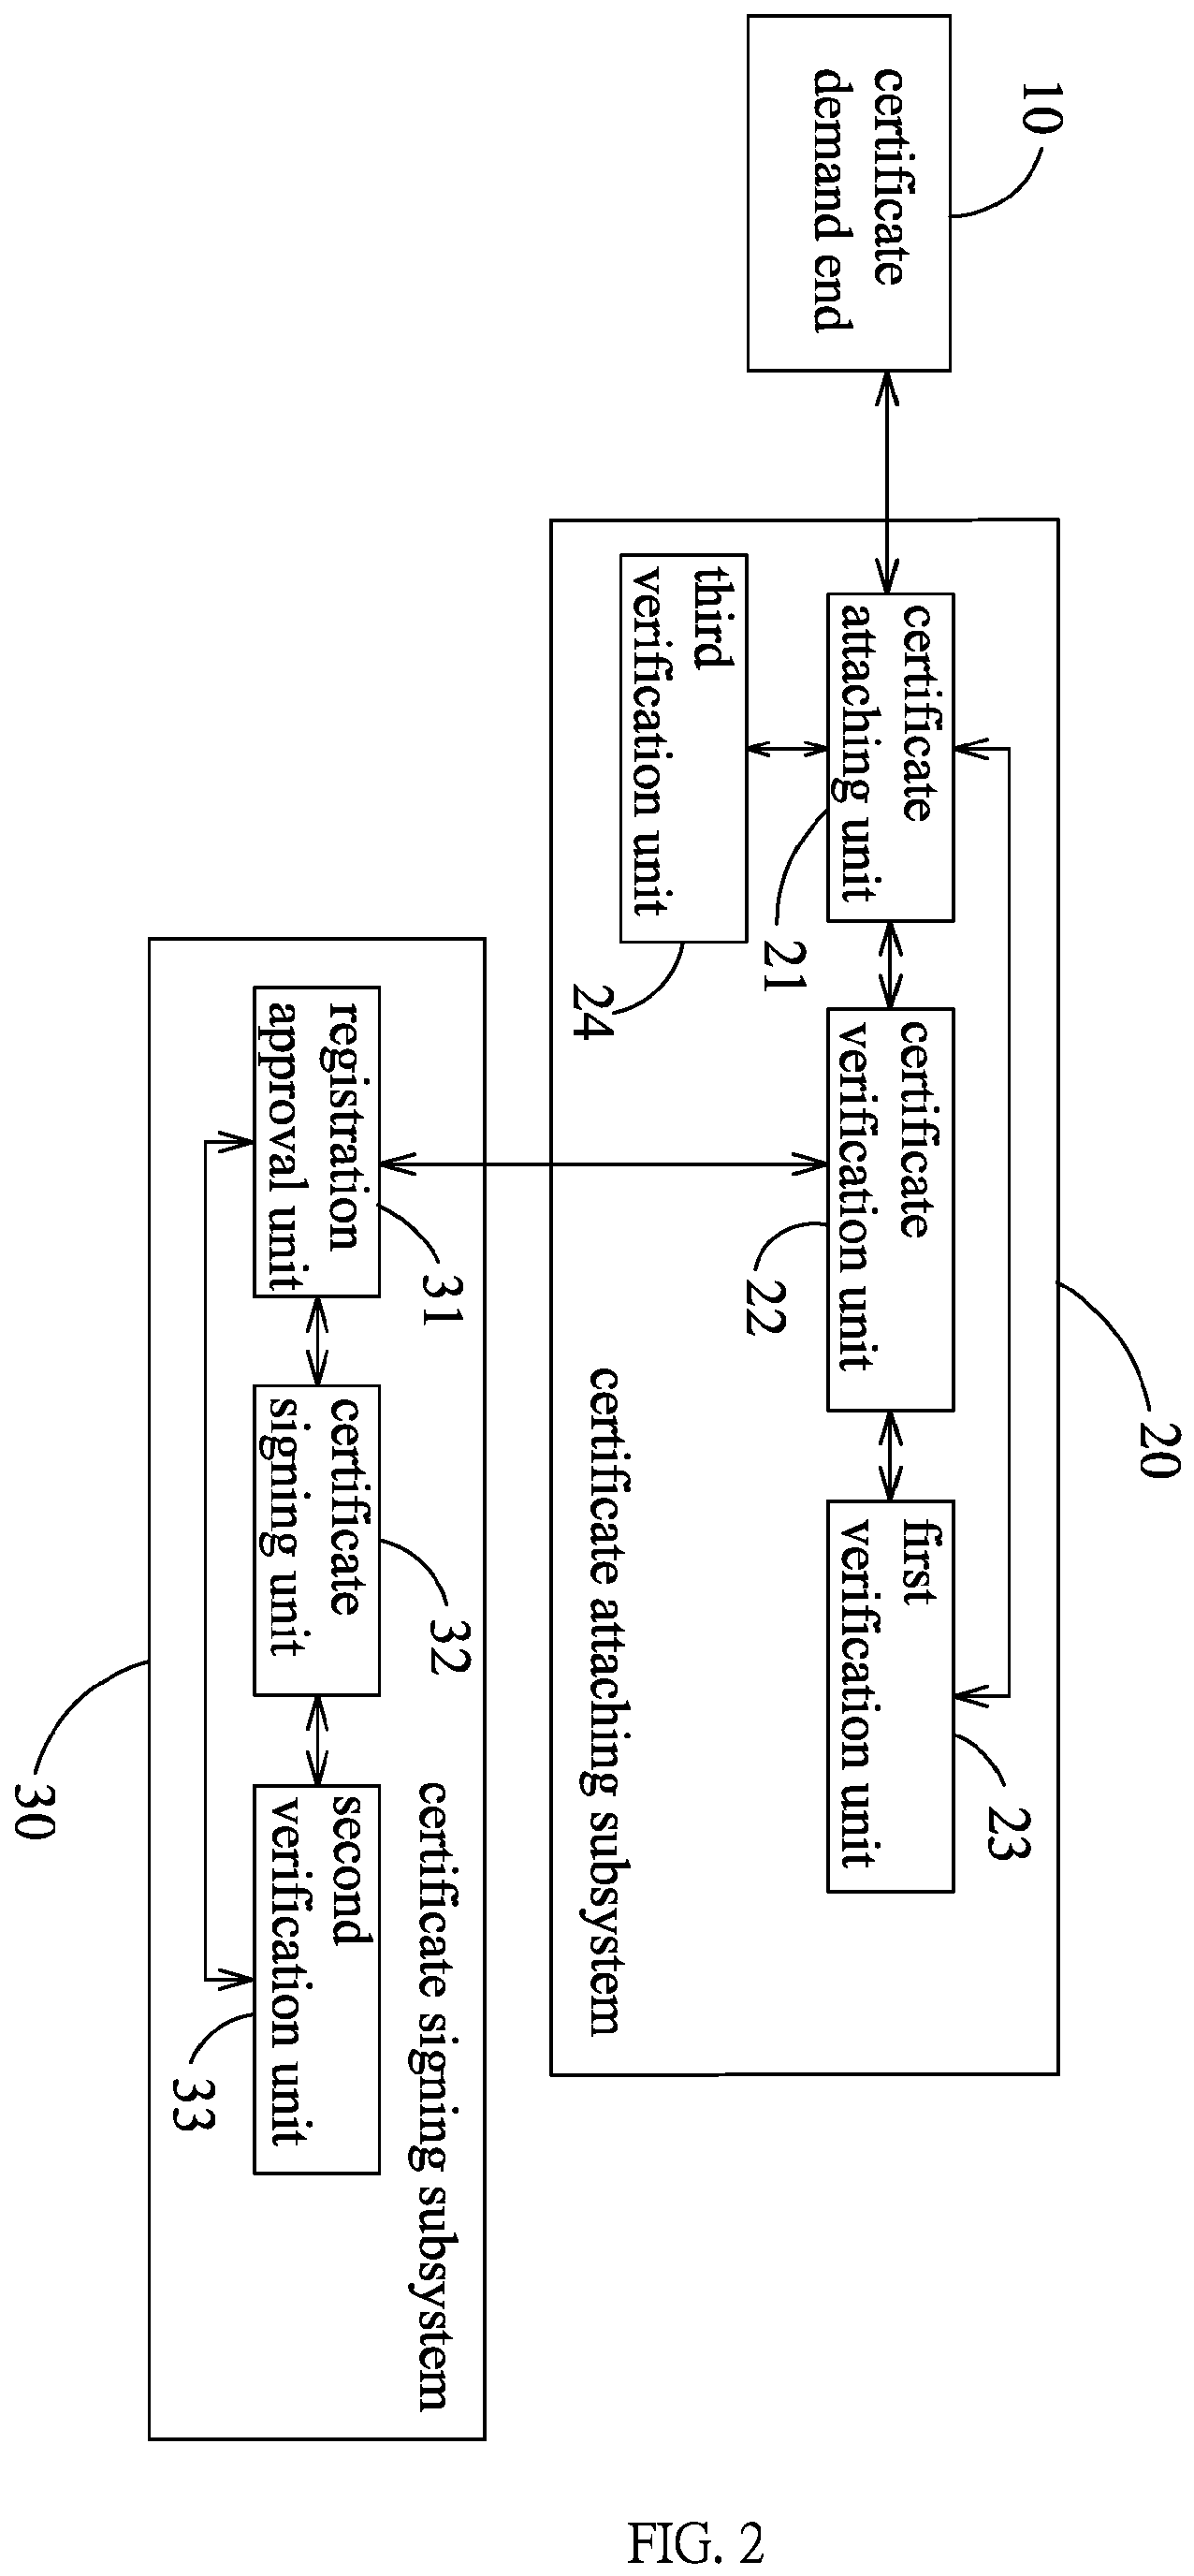 10
certificate
demand end
20
certificate
attaching unit
21
certificate
verification unit
22
first
verification unit
23
third
verification unit
24
certificate attaching subsystem
certificate signing subsystem
registration
approval unit
31
certificate
signing unit
32
second
verification unit
33
30
FIG. 2